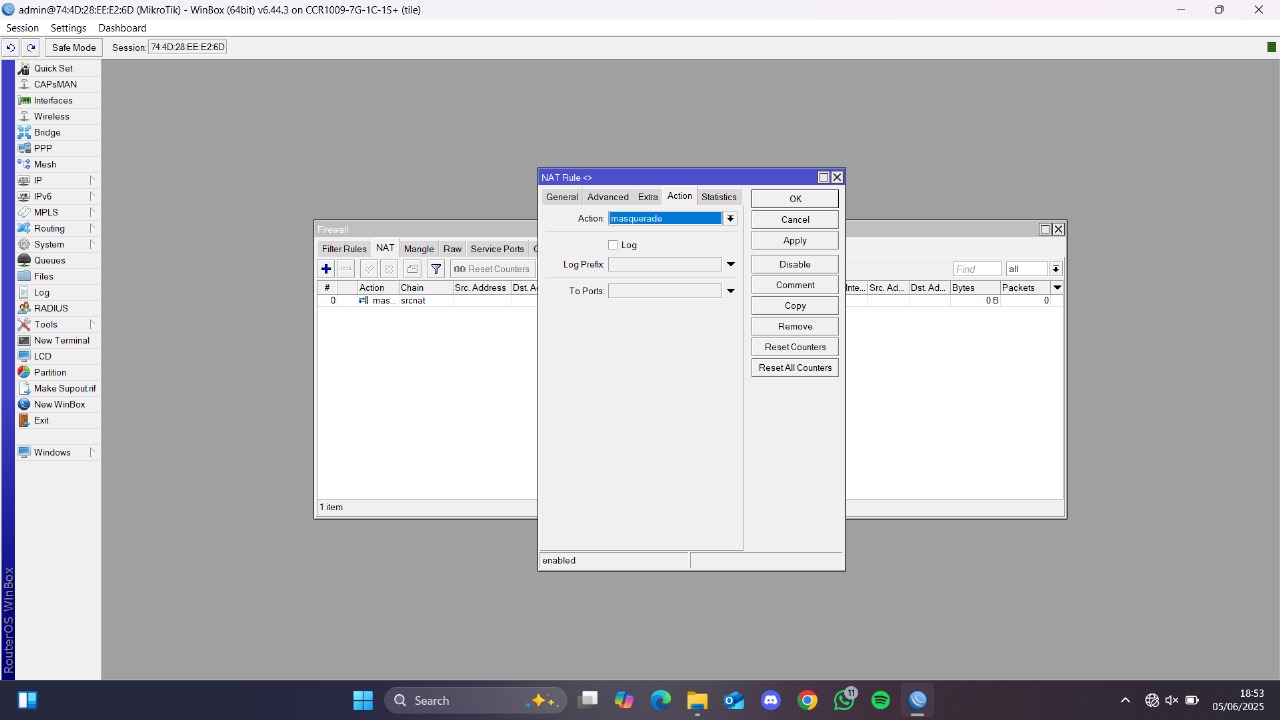 admin@74:4D:28:EE:E2:6D (MikroTik) - WinBox (64bit) v6.44.3 on CCR1009-7G-1C-1S+ (tile)
Session Settings Dashboard
Safe Mode Session: 74:4D:28:EE:E2:6D
Quick Set
CAPsMAN
Interfaces
Wireless
Bridge
PPP
Mesh
IP
IPv6
MPLS
Routing
System
Queues
Files
Log
RADIUS
Tools
New Terminal
LCD
Partition
Make Supout.rif
New WinBox
Exit
Windows
RouterOS WinBox
Firewall
Filter Rules NAT Mangle Raw Service Ports
Reset Counters Find all
# Action Chain Src. Address Dst. A... Inte... Src. Ad... Dst. Ad... Bytes Packets
0 mas... srcnat 0 B 0
1 item
NAT Rule <>
General Advanced Extra Action Statistics
Action: masquerade
Log
Log Prefix:
To Ports:
OK
Cancel
Apply
Disable
Comment
Copy
Remove
Reset Counters
Reset All Counters
enabled
Search
11
18:53
05/06/2025